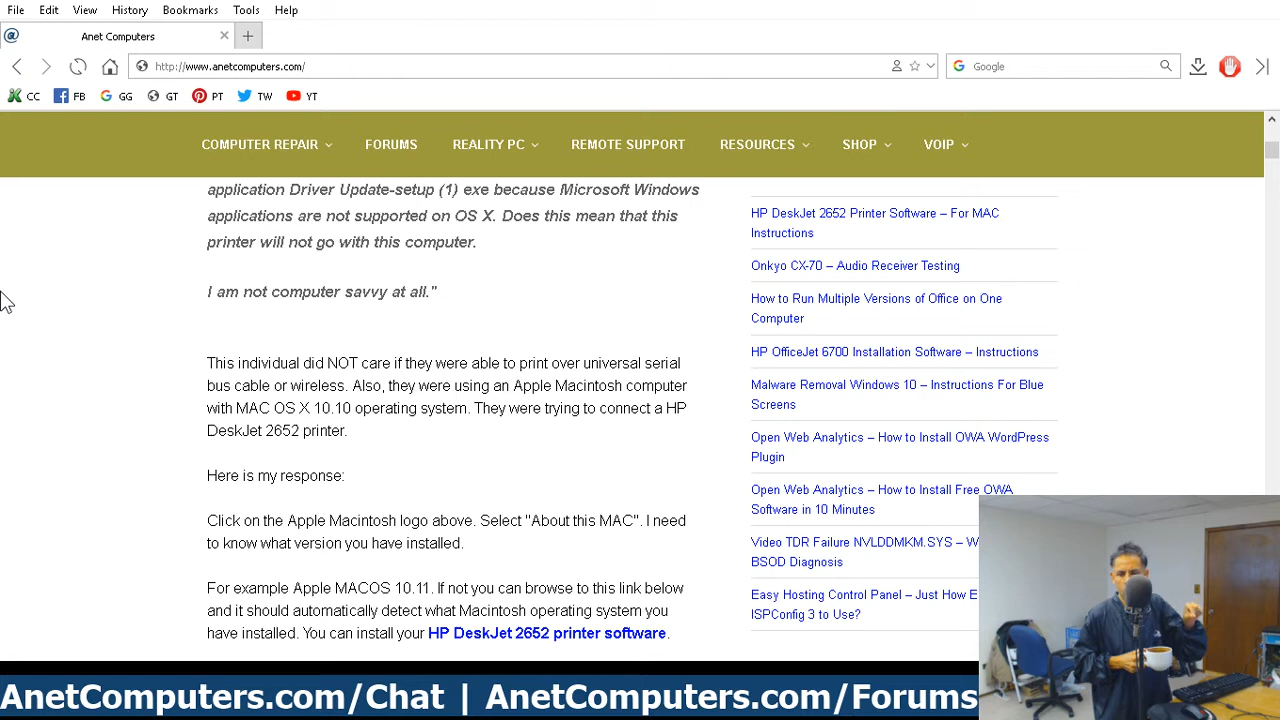 File Edit View History Bookmarks Tools Help
@ Anet Computers
http://www.anetcomputers.com/ Google
CC FB GG GT PT TW YT
COMPUTER REPAIR FORUMS REALITY PC REMOTE SUPPORT RESOURCES SHOP VOIP
application Driver Update-setup (1) exe because Microsoft Windows
applications are not supported on OS X. Does this mean that this
printer will not go with this computer.
I am not computer savvy at all."
This individual did NOT care if they were able to print over universal serial
bus cable or wireless. Also, they were using an Apple Macintosh computer
with MAC OS X 10.10 operating system. They were trying to connect a HP
DeskJet 2652 printer.
Here is my response:
Click on the Apple Macintosh logo above. Select "About this MAC". I need
to know what version you have installed.
For example Apple MACOS 10.11. If not you can browse to this link below
and it should automatically detect what Macintosh operating system you
have installed. You can install your HP DeskJet 2652 printer software.
HP DeskJet 2652 Printer Software – For MAC
Instructions
Onkyo CX-70 – Audio Receiver Testing
How to Run Multiple Versions of Office on One
Computer
HP OfficeJet 6700 Installation Software – Instructions
Malware Removal Windows 10 – Instructions For Blue
Screens
Open Web Analytics – How to Install OWA WordPress
Plugin
Open Web Analytics – How to Install Free OWA
Software in 10 Minutes
Video TDR Failure NVLDDMKM.SYS –
BSOD Diagnosis
Easy Hosting Control Panel – Just How
ISPConfig 3 to Use?
AnetComputers.com/Chat | AnetComputers.com/Forums